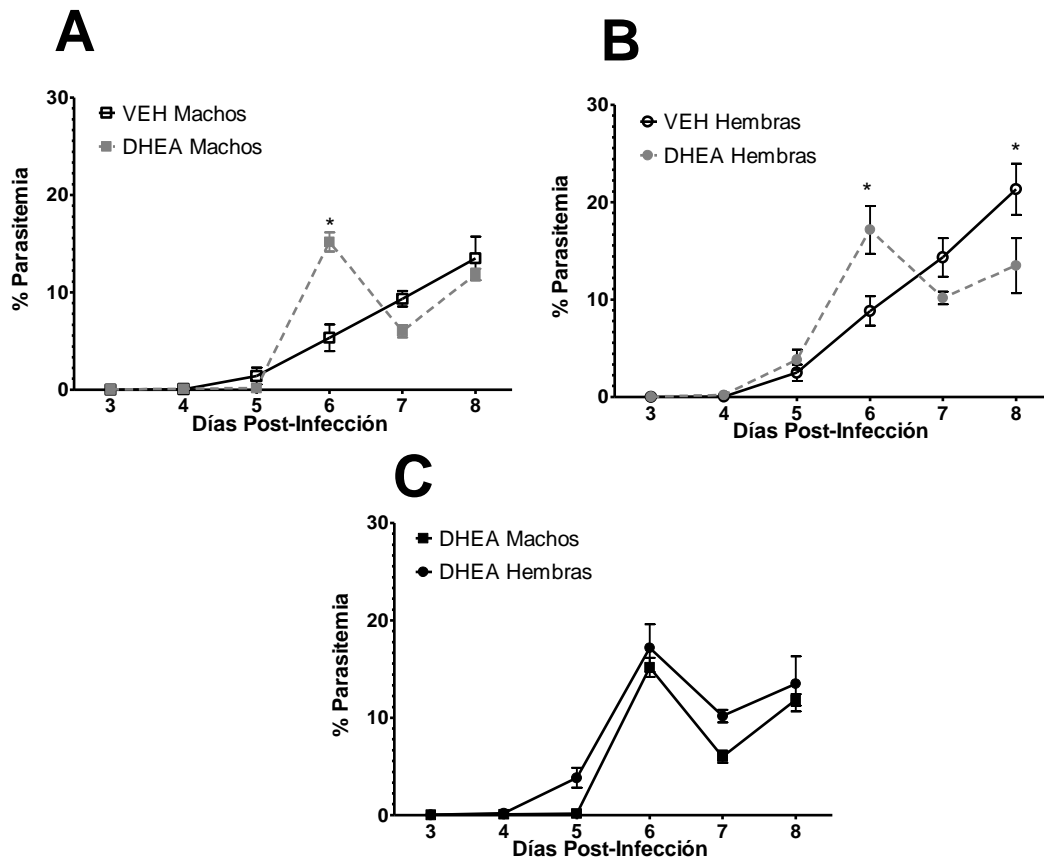 A
% Parasitemia
30
20
10
0
VEH Machos
DHEA Machos
*
3 4 5 6 7 8
Días Post-Infección
B
% Parasitemia
30
20
10
0
VEH Hembras
DHEA Hembras
*
*
3 4 5 6 7 8
Días Post-Infección
C
% Parasitemia
30
20
10
0
DHEA Machos
DHEA Hembras
3 4 5 6 7 8
Días Post-Infección